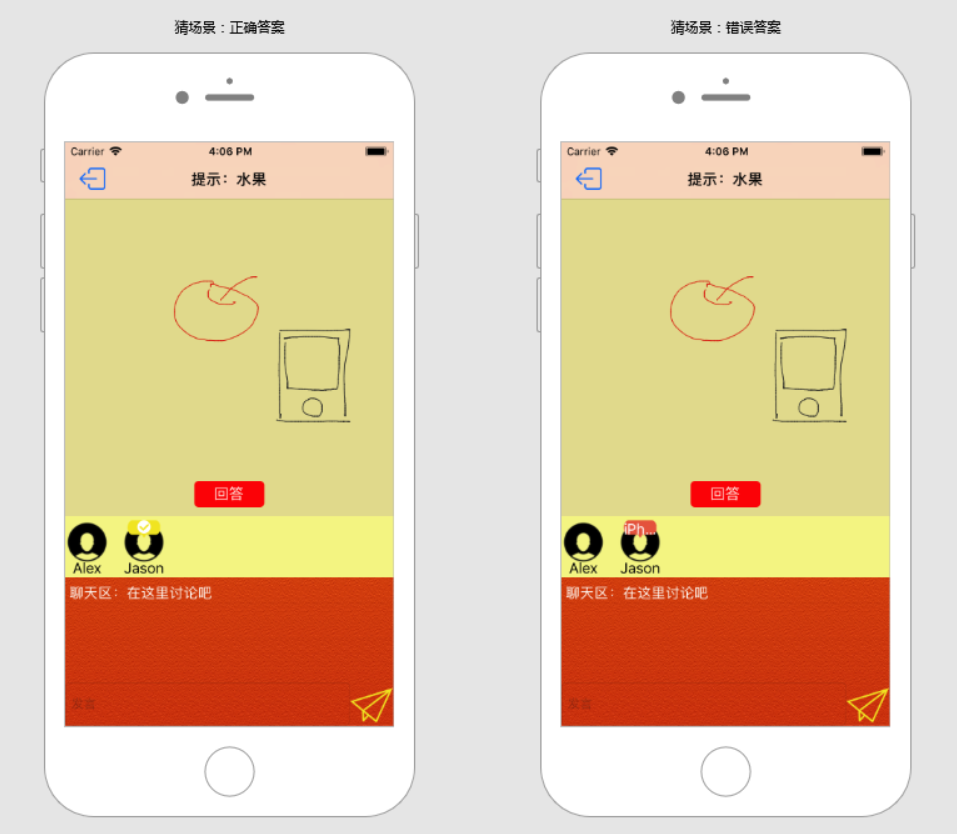 猜场景：正确答案
猜场景：错误答案
Carrier 4:06 PM
提示：水果
回答
Alex Jason
聊天区：在这里讨论吧
发言
Carrier 4:06 PM
提示：水果
回答
iPh...
Alex Jason
聊天区：在这里讨论吧
发言